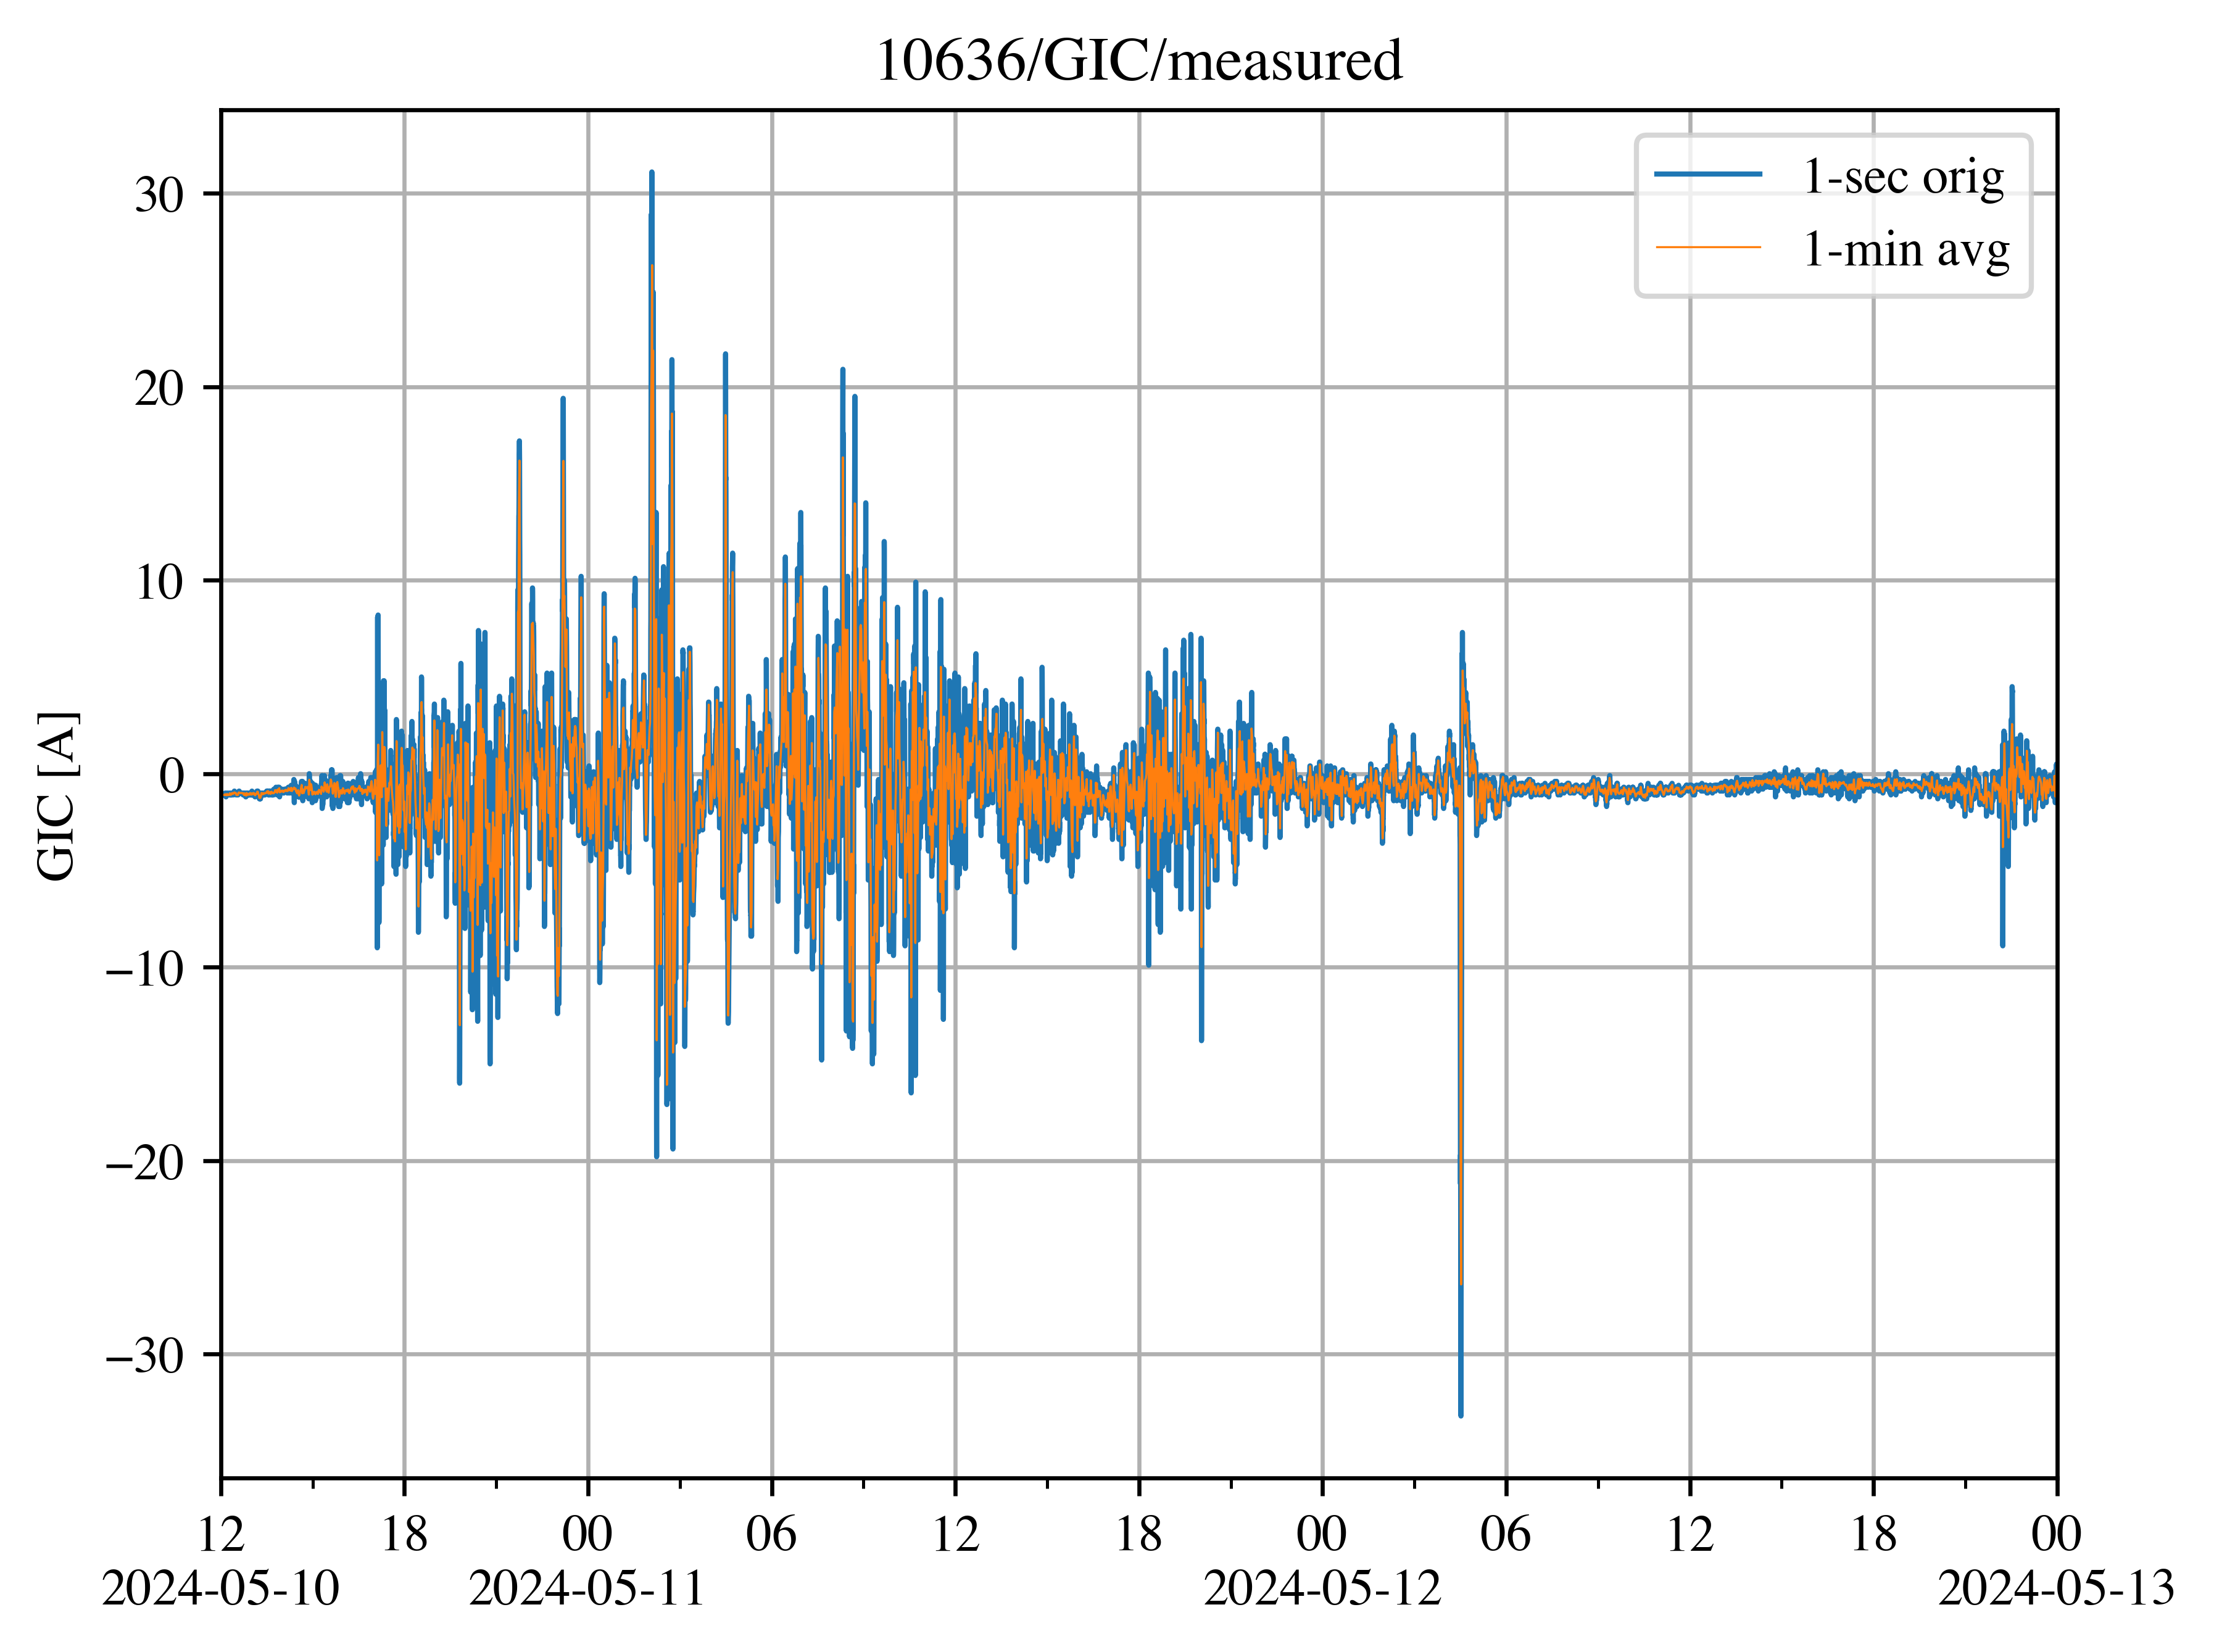 10636/GIC/measured
1-sec orig
1-min avg
30
20
10
0
−10
−20
−30
GIC [A]
12 18 00 06 12 18 00 06 12 18 00
2024-05-10 2024-05-11 2024-05-12 2024-05-13